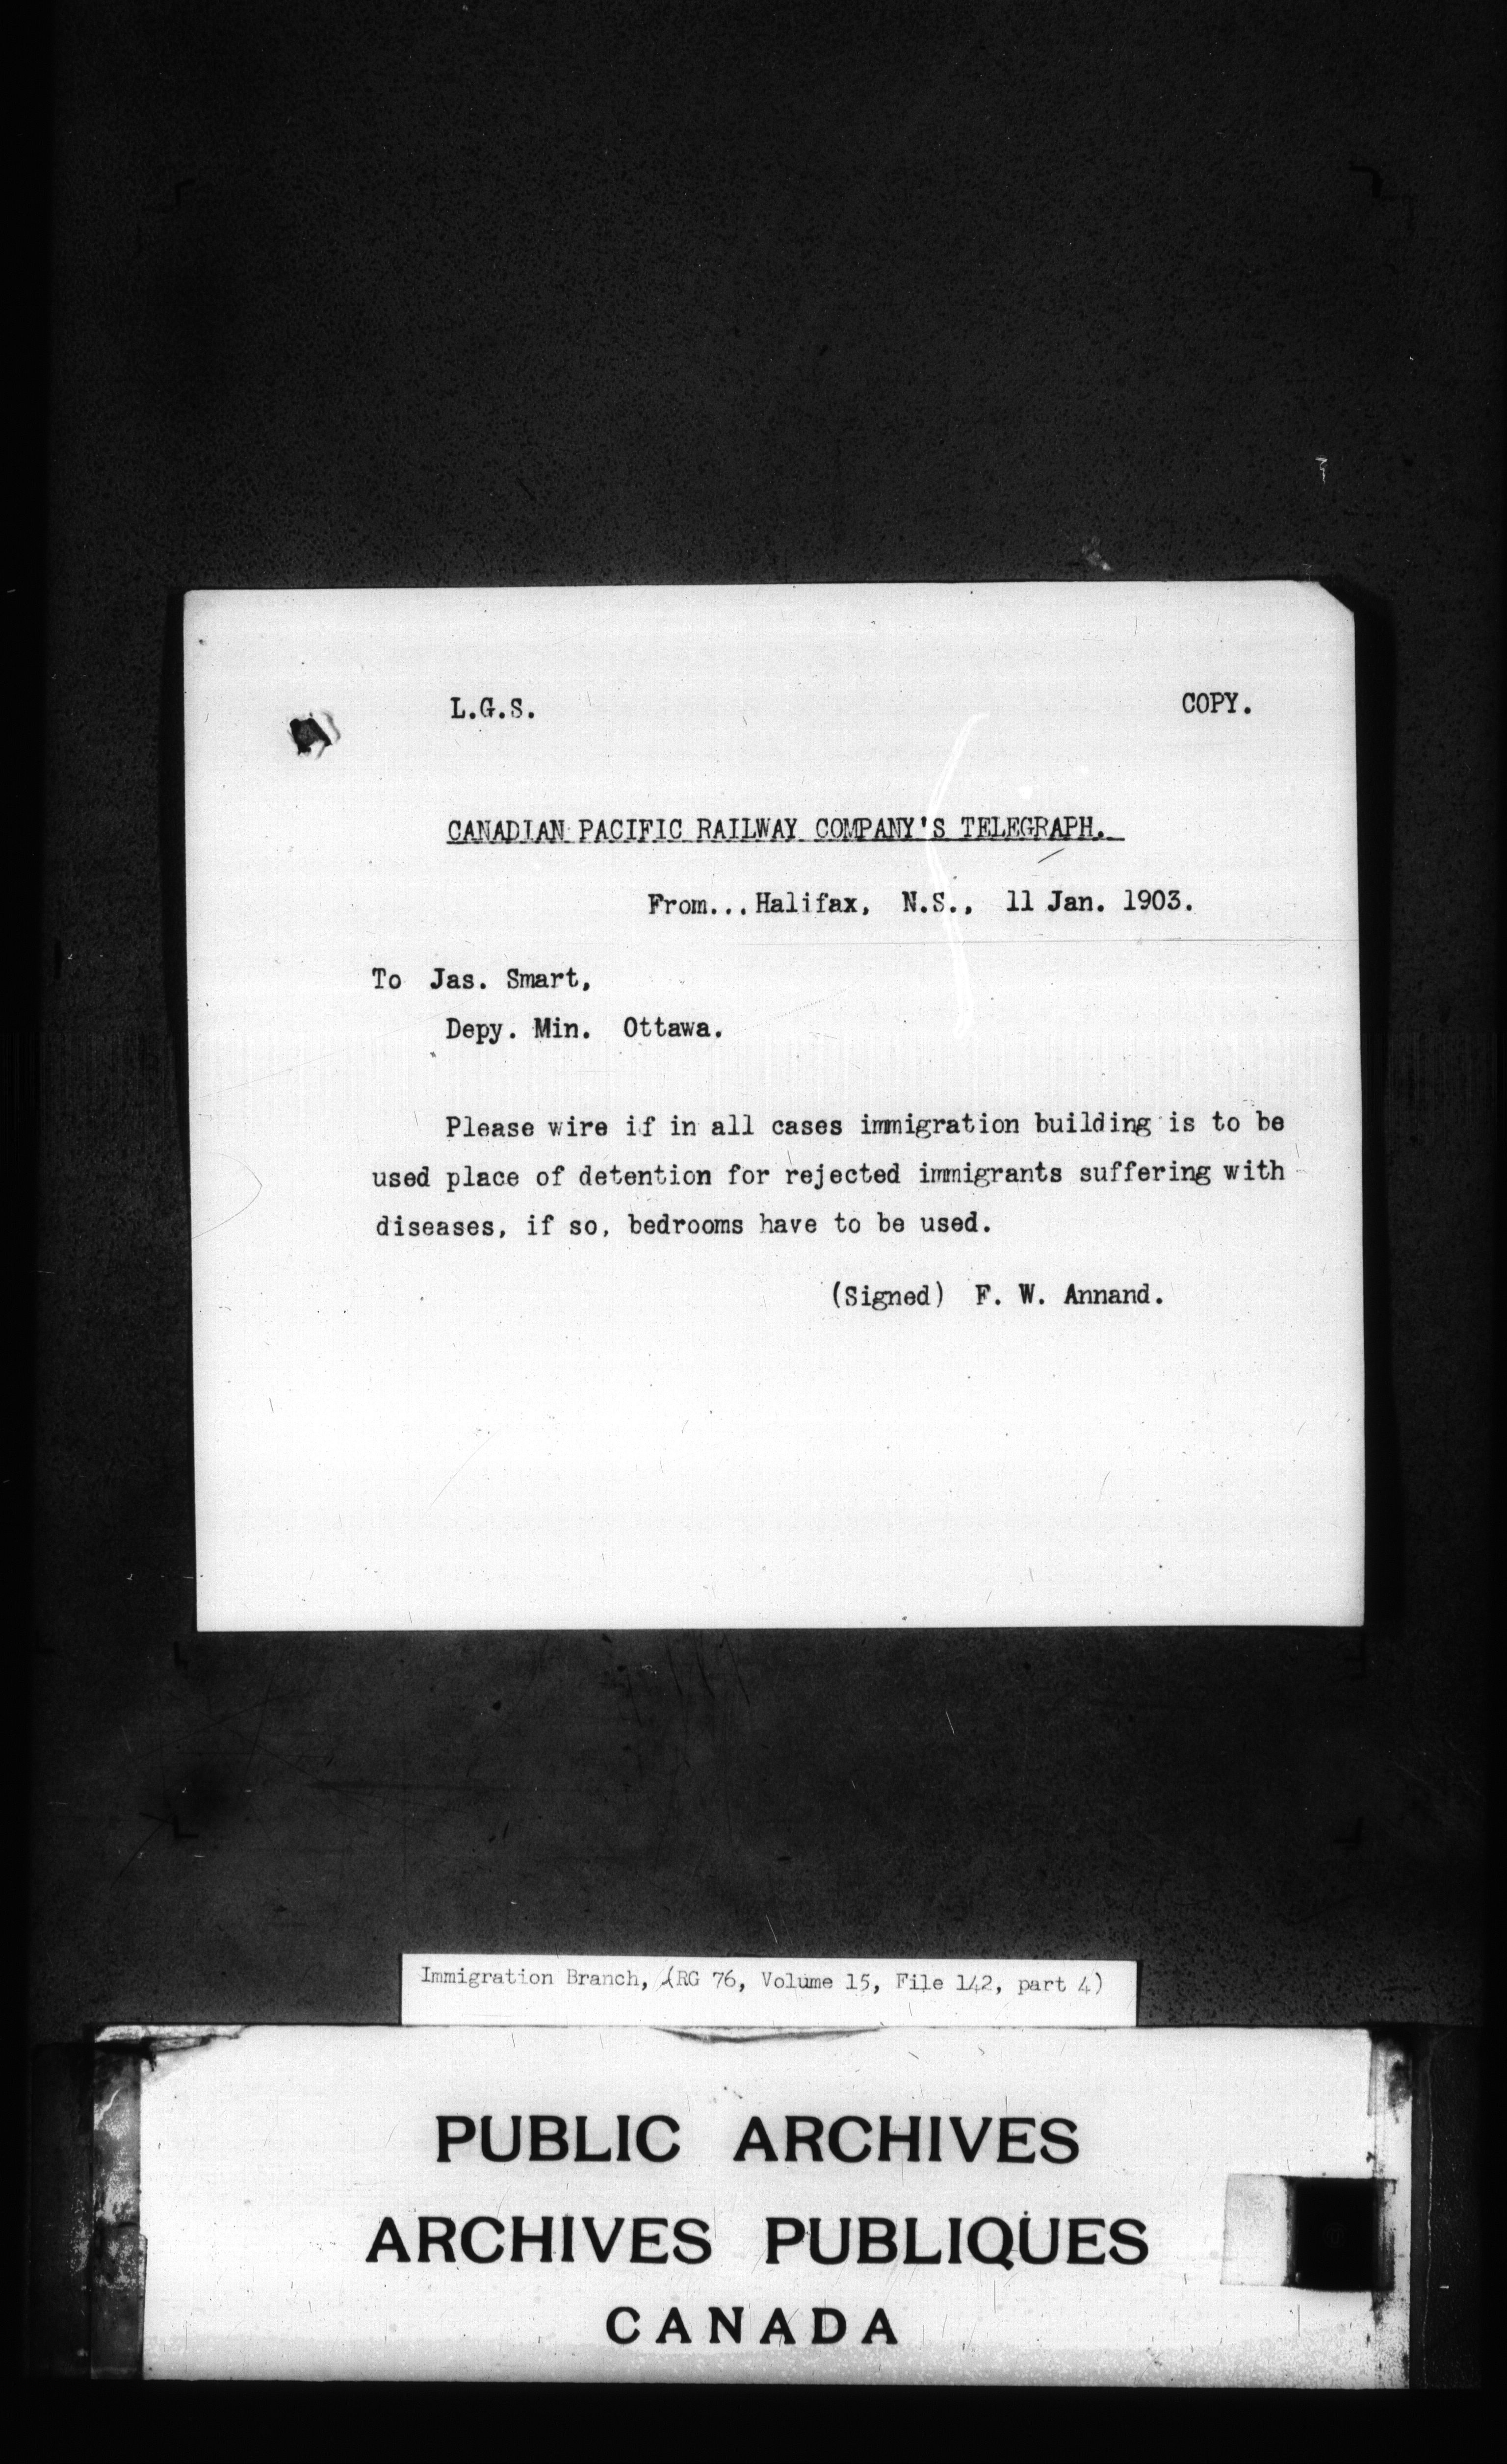 L.G.S. COPY.
CANADIAN PACIFIC RAILWAY COMPANY'S TELEGRAPH.
From...Halifax, N.S., 11 Jan. 1903.
To Jas. Smart,
Depy. Min. Ottawa.
Please wire if in all cases immigration building is to be
used place of detention for rejected immigrants suffering with
diseases, if so, bedrooms have to be used.
(Signed) F. W. Annand.
Immigration Branch, (RG 76, Volume 15, File 142, part 4)
PUBLIC ARCHIVES
ARCHIVES PUBLIQUES
CANADA